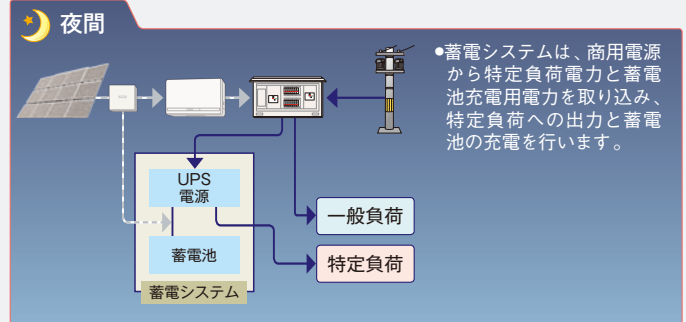 夜間
●蓄電システムは、商用電源
から特定負荷電力と蓄電
池充電用電力を取り込み、
特定負荷への出力と蓄電
池の充電を行います。
UPS
電源
一般負荷
蓄電池
特定負荷
蓄電システム